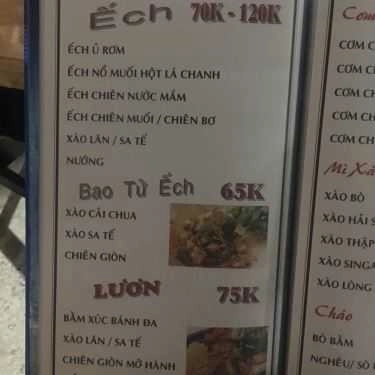 Ếch 70K - 120K
ẾCH Ủ RƠM
ẾCH NỔ MUỐI HỘT LÁ CHANH
ẾCH CHIÊN NƯỚC MẮM
ẾCH CHIÊN MUỐI / CHIÊN BƠ
XÀO LĂN / SA TẾ
NƯỚNG
Bao Tử Ếch 65K
XÀO CẢI CHUA
XÀO SA TẾ
CHIÊN GIÒN
LƯƠN 75K
BẰM XÚC BÁNH ĐA
XÀO LĂN / SA TẾ
CHIÊN GIÒN MỠ HÀNH
Cơm
CƠM C
CƠM CH
CƠM CH
CƠM CH
CƠM CH
Mì Xà
XÀO BÒ
XÀO HẢI S
XÀO THẬP
XÀO SINGA
XÀO LÒNG
Cháo
BÒ BẰM
NGHÊU/ SÒ